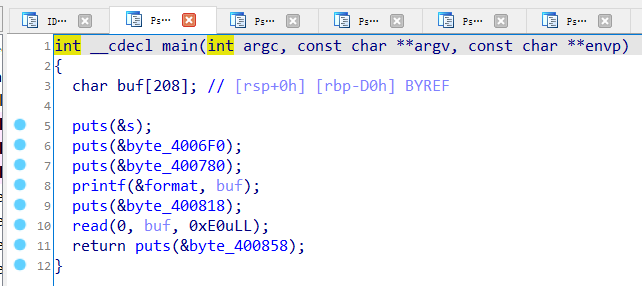 ID⋯ Ps⋯ Ps⋯ Ps⋯ Ps⋯ Ps⋯
1 int __cdecl main(int argc, const char **argv, const char **envp)
2 {
3 char buf[208]; // [rsp+0h] [rbp-D0h] BYREF
4
5 puts(&s);
6 puts(&byte_4006F0);
7 puts(&byte_400780);
8 printf(&format, buf);
9 puts(&byte_400818);
10 read(0, buf, 0xE0uLL);
11 return puts(&byte_400858);
12 }